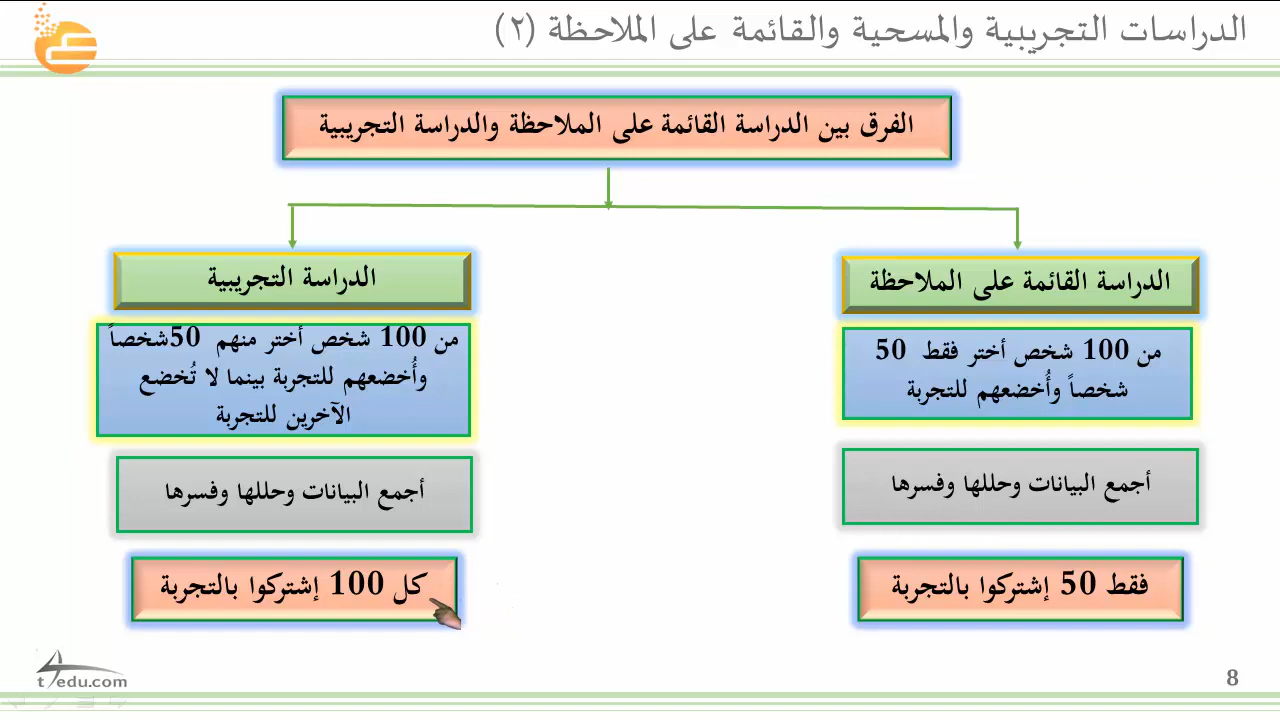 الدراسات التجريبية والمسحية والقائمة على الملاحظة (٢)
الفرق بين الدراسة القائمة على الملاحظة والدراسة التجريبية
الدراسة القائمة على الملاحظة
من 100 شخص أختر فقط 50
شخصاً وأُخضعهم للتجربة
أجمع البيانات وحللها وفسرها
فقط 50 إشتركوا بالتجربة
الدراسة التجريبية
من 100 شخص أختر منهم 50شخصاً
وأُخضعهم للتجربة بينما لا تُخضع
الآخرين للتجربة
أجمع البيانات وحللها وفسرها
كل 100 إشتركوا بالتجربة
8